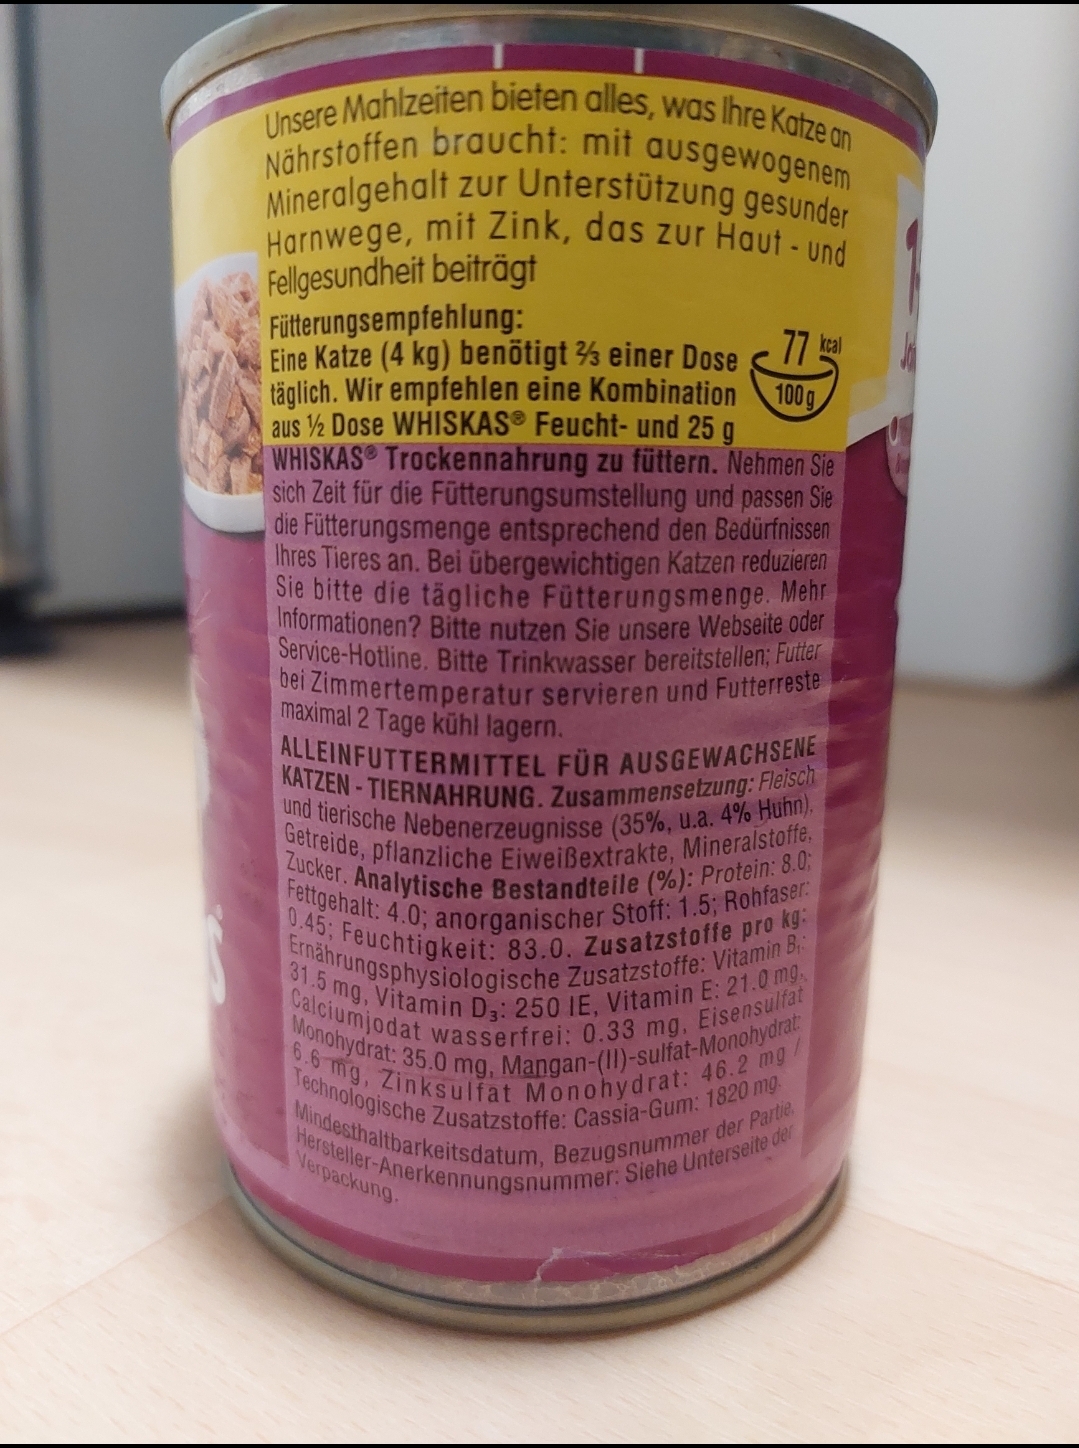 Unsere Mahlzeiten bieten alles, was Ihre Katze an
Nährstoffen braucht: mit ausgewogenem
Mineralgehalt zur Unterstützung gesunder
Harnwege, mit Zink, das zur Haut - und
Fellgesundheit beiträgt
Fütterungsempfehlung:
Eine Katze (4 kg) benötigt ⅔ einer Dose
täglich. Wir empfehlen eine Kombination
aus ½ Dose WHISKAS® Feucht- und 25 g
WHISKAS® Trockennahrung zu füttern. Nehmen Sie
sich Zeit für die Fütterungsumstellung und passen Sie
die Fütterungsmenge entsprechend den Bedürfnissen
Ihres Tieres an. Bei übergewichtigen Katzen reduzieren
Sie bitte die tägliche Fütterungsmenge. Mehr
Informationen? Bitte nutzen Sie unsere Webseite oder
Service-Hotline. Bitte Trinkwasser bereitstellen; Futter
bei Zimmertemperatur servieren und Futterreste
maximal 2 Tage kühl lagern.
77 kcal
100 g
ALLEINFUTTERMITTEL FÜR AUSGEWACHSENE
KATZEN - TIERNAHRUNG. Zusammensetzung: Fleisch
und tierische Nebenerzeugnisse (35%, u.a. 4% Huhn),
Getreide, pflanzliche Eiweißextrakte, Mineralstoffe,
Zucker. Analytische Bestandteile (%): Protein: 8.0;
Fettgehalt: 4.0; anorganischer Stoff: 1.5; Rohfaser:
0.45; Feuchtigkeit: 83.0. Zusatzstoffe pro kg:
Ernährungsphysiologische Zusatzstoffe: Vitamin B₁:
31.5 mg, Vitamin D₃: 250 IE, Vitamin E: 21.0 mg,
Calciumjodat wasserfrei: 0.33 mg, Eisensulfat
Monohydrat: 35.0 mg, Mangan-(II)-sulfat-Monohydrat:
6.6 mg, Zinksulfat Monohydrat: 46.2 mg /
Technologische Zusatzstoffe: Cassia-Gum: 1820 mg.
Mindesthaltbarkeitsdatum, Bezugsnummer der Partie,
Hersteller-Anerkennungsnummer: Siehe Unterseite der
Verpackung.